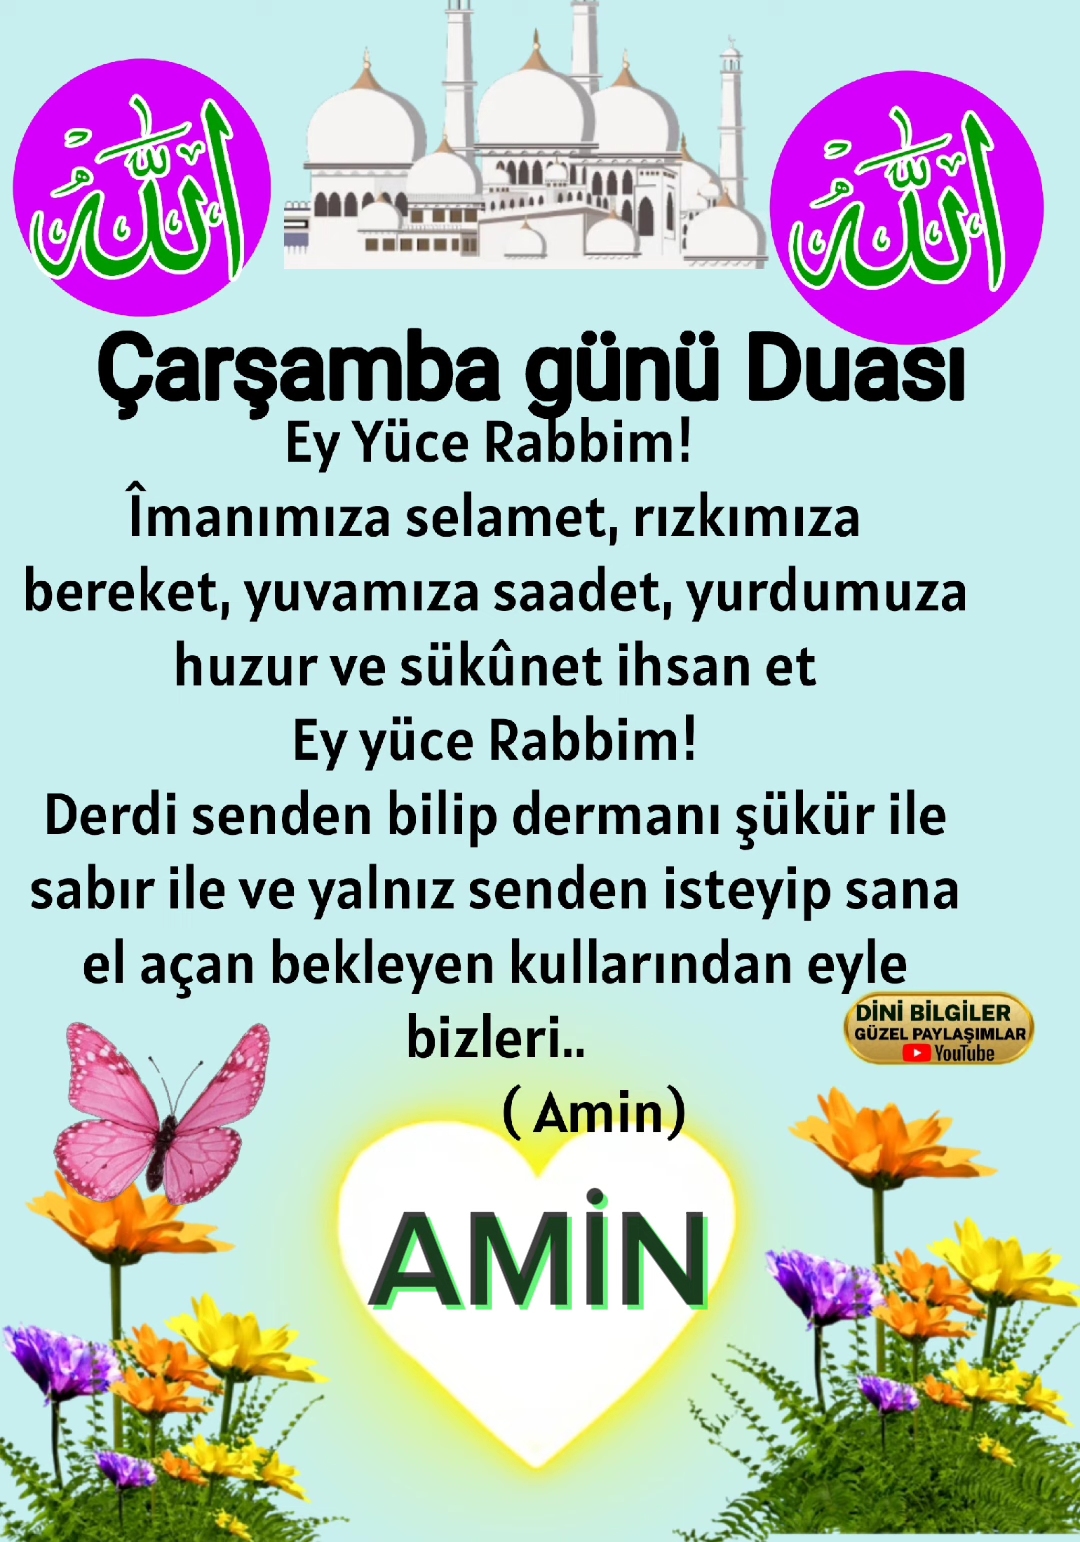 الله
الله
Çarşamba günü Duası
Ey Yüce Rabbim!
Îmanımıza selamet, rızkımıza
bereket, yuvamıza saadet, yurdumuza
huzur ve sükûnet ihsan et
Ey yüce Rabbim!
Derdi senden bilip dermanı şükür ile
sabır ile ve yalnız senden isteyip sana
el açan bekleyen kullarından eyle
bizleri..
( Amin)
DİNİ BİLGİLER
GÜZEL PAYLAŞIMLAR
YouTube
AMİN